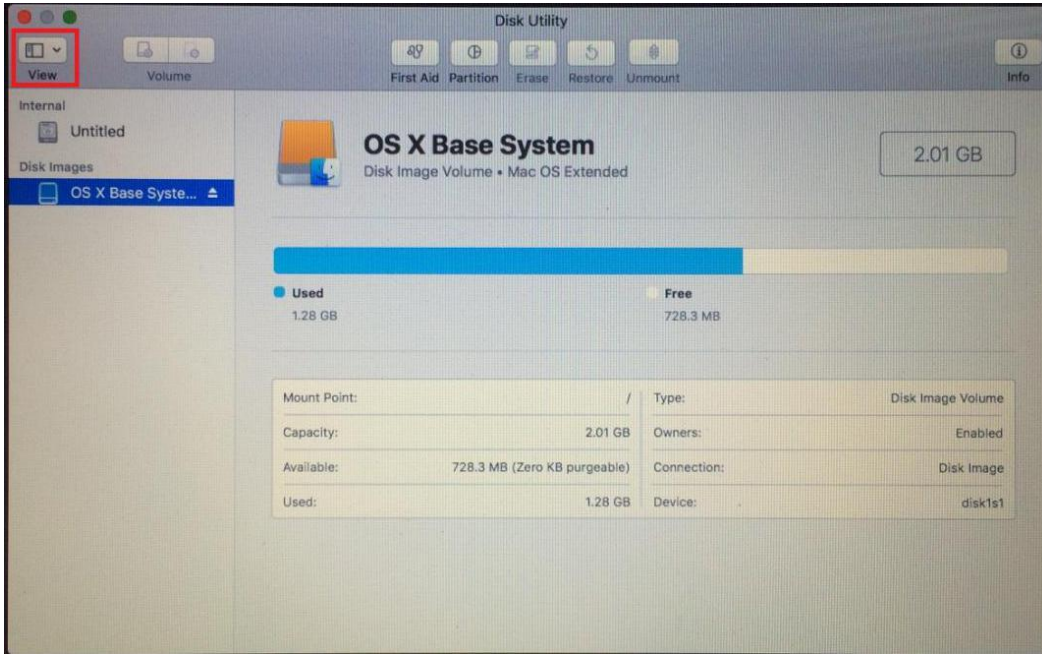 Disk Utility
View
Volume
First Aid
Partition
Erase
Restore
Unmount
Info
Internal
Untitled
Disk Images
OS X Base Syste...
OS X Base System
Disk Image Volume • Mac OS Extended
2.01 GB
Used
1.28 GB
Free
728.3 MB
Mount Point: /
Type: Disk Image Volume
Capacity: 2.01 GB
Owners: Enabled
Available: 728.3 MB (Zero KB purgeable)
Connection: Disk Image
Used: 1.28 GB
Device: disk1s1